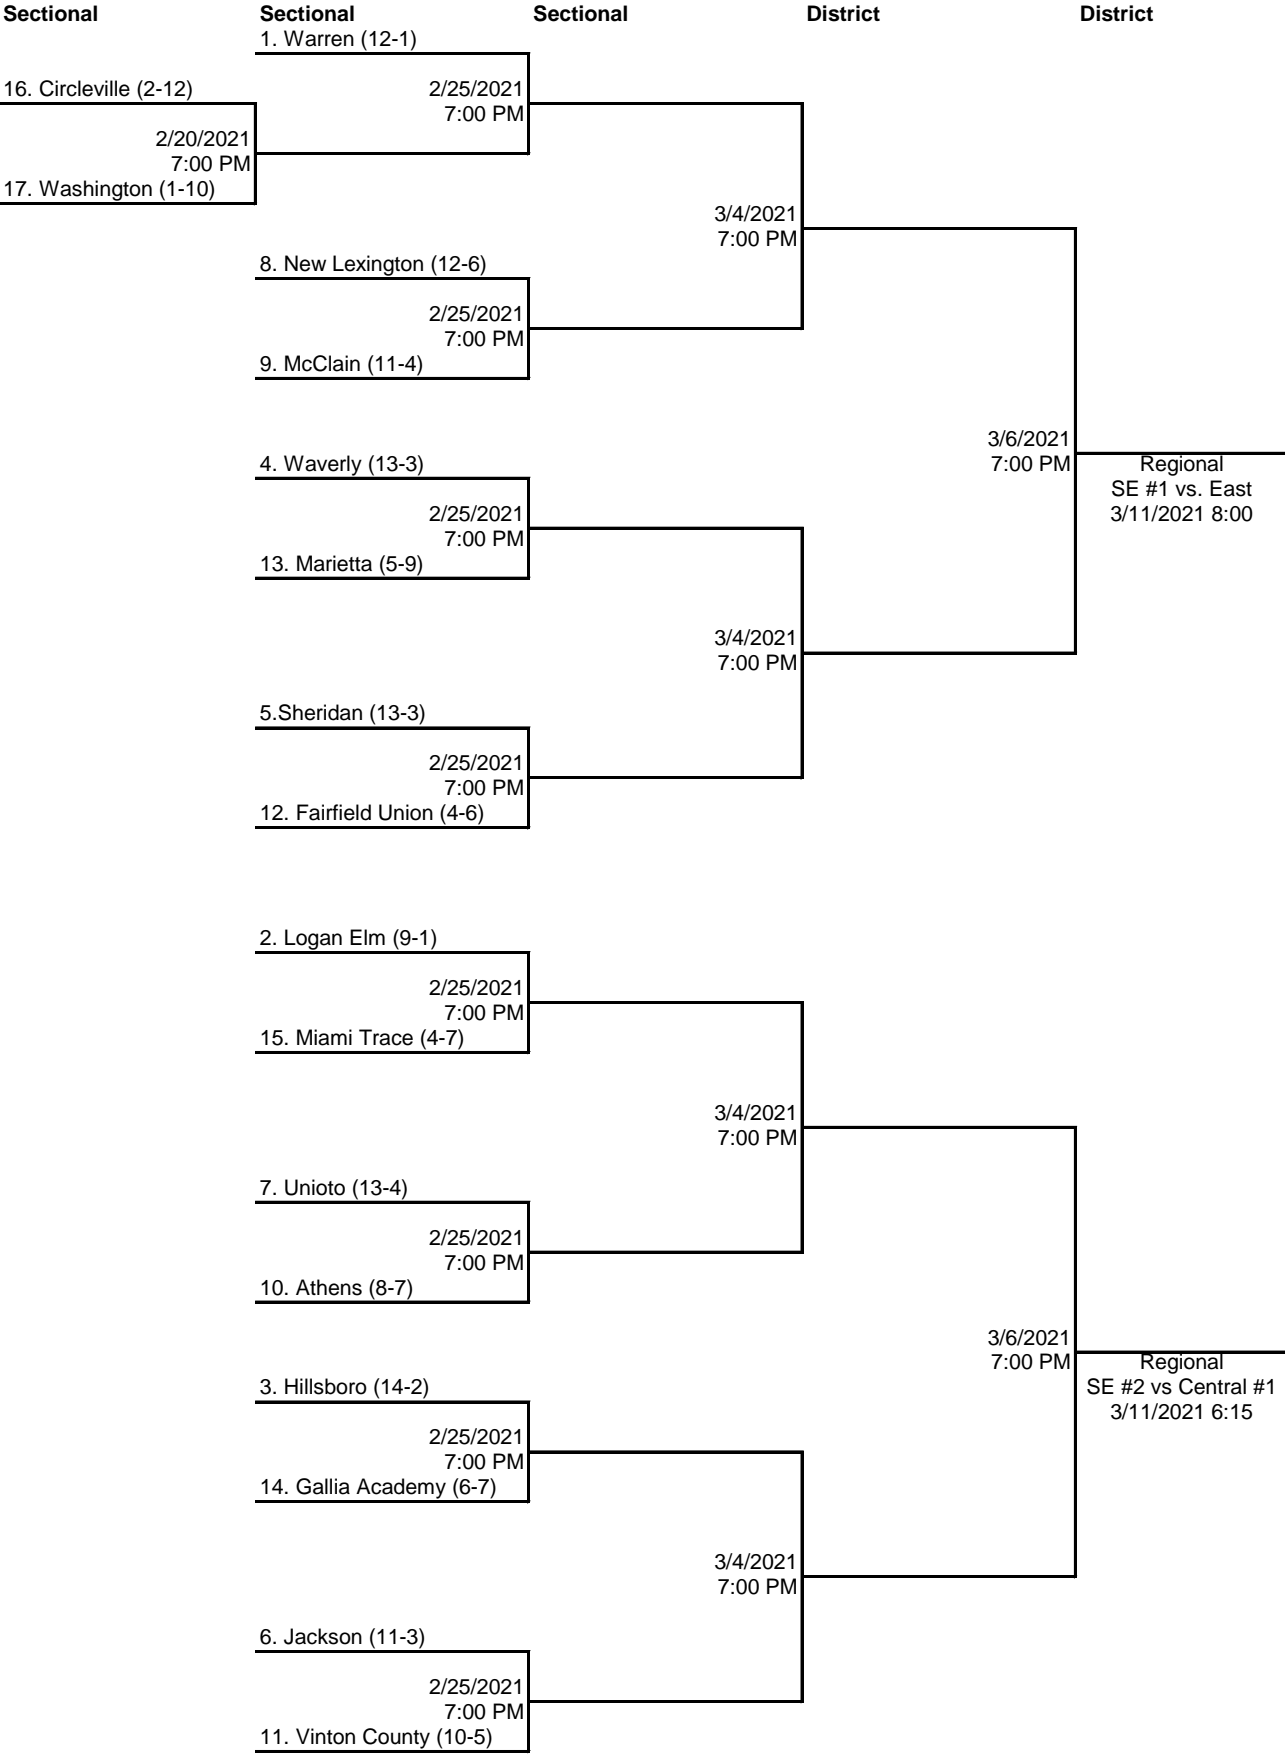 Sectional
Sectional
Sectional
District
District
1. Warren (12-1)
16. Circleville (2-12)
2/25/2021
7:00 PM
2/20/2021
7:00 PM
17. Washington (1-10)
3/4/2021
7:00 PM
8. New Lexington (12-6)
2/25/2021
7:00 PM
9. McClain (11-4)
3/6/2021
7:00 PM
Regional
SE #1 vs. East
3/11/2021 8:00
4. Waverly (13-3)
2/25/2021
7:00 PM
13. Marietta (5-9)
3/4/2021
7:00 PM
5.Sheridan (13-3)
2/25/2021
7:00 PM
12. Fairfield Union (4-6)
2. Logan Elm (9-1)
2/25/2021
7:00 PM
15. Miami Trace (4-7)
3/4/2021
7:00 PM
7. Unioto (13-4)
2/25/2021
7:00 PM
10. Athens (8-7)
3/6/2021
7:00 PM
Regional
SE #2 vs Central #1
3/11/2021 6:15
3. Hillsboro (14-2)
2/25/2021
7:00 PM
14. Gallia Academy (6-7)
3/4/2021
7:00 PM
6. Jackson (11-3)
2/25/2021
7:00 PM
11. Vinton County (10-5)